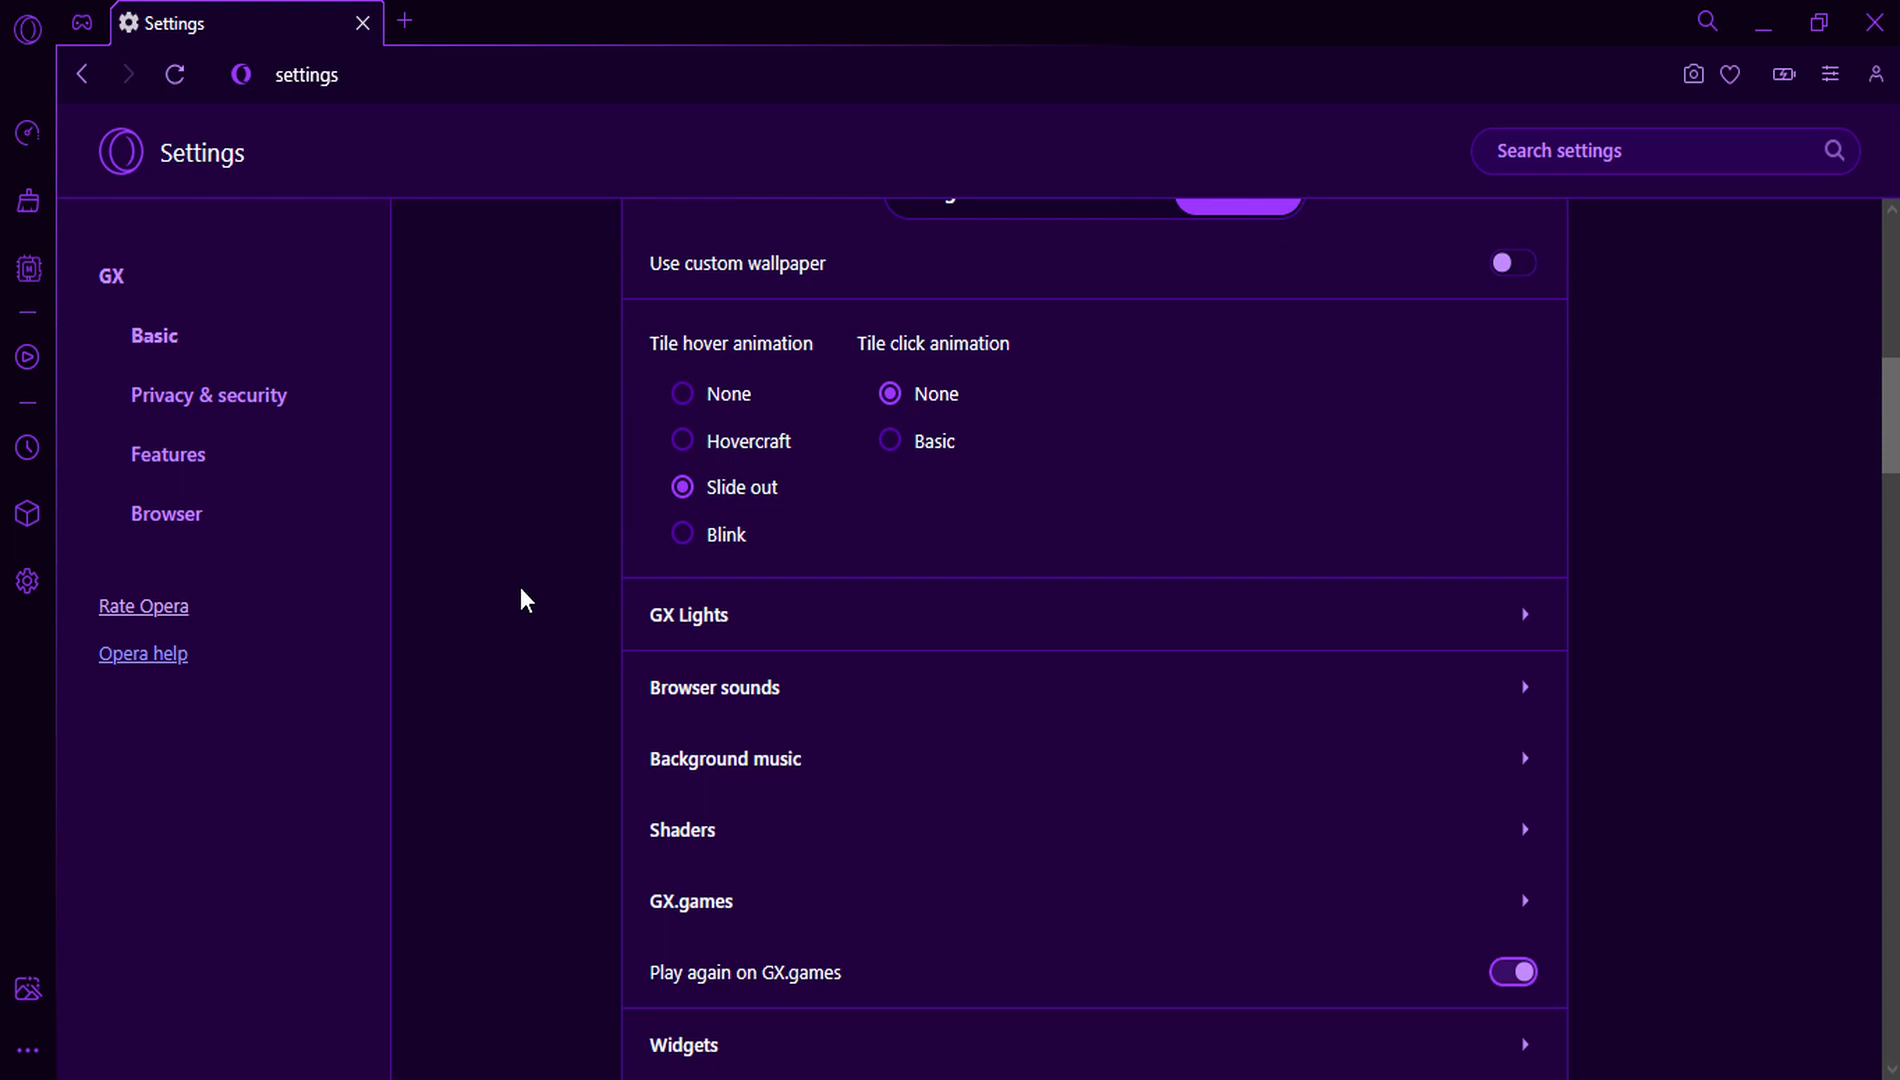 Settings
settings
Settings
Search settings
GX
Basic
Privacy & security
Features
Browser
Rate Opera
Opera help
Use custom wallpaper
Tile hover animation
Tile click animation
None
None
Hovercraft
Basic
Slide out
Blink
GX Lights
Browser sounds
Background music
Shaders
GX.games
Play again on GX.games
Widgets